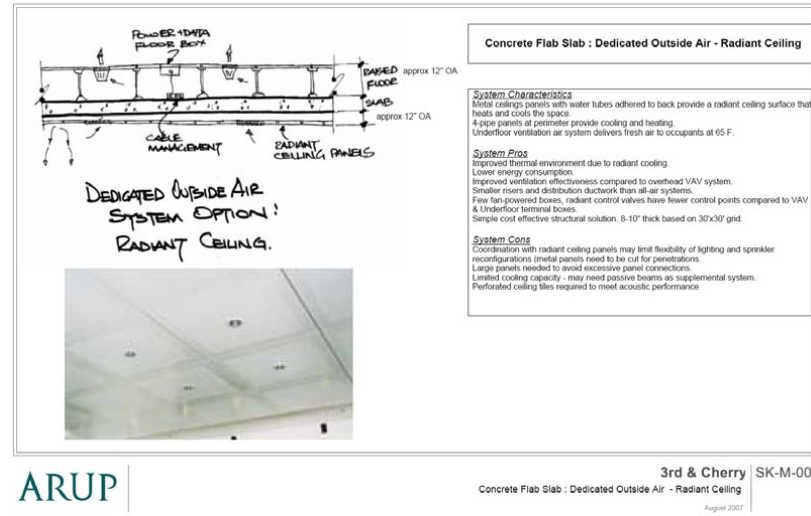 POWER + DATA
FLOOR BOX
RAISED
FLOOR
approx 12" OA
SLAB
approx 12" OA
CABLE
MANAGEMENT
RADIANT
CEILING PANELS
DEDICATED OUTSIDE AIR
SYSTEM OPTION:
RADIANT CEILING.
Concrete Flab Slab : Dedicated Outside Air - Radiant Ceiling
System Characteristics
Metal ceilings panels with water tubes adhered to back provide a radiant ceiling surface that
heats and cools the space.
4-pipe panels at perimeter provide cooling and heating.
Underfloor ventilation air system delivers fresh air to occupants at 65 F.
System Pros
Improved thermal environment due to radiant cooling.
Lower energy consumption.
Improved ventilation effectiveness compared to overhead VAV system.
Smaller risers and distribution ductwork than all-air systems.
Few fan-powered boxes, radiant control valves have fewer control points compared to VAV
& Underfloor terminal boxes.
Simple cost effective structural solution. 8-10" thick based on 30'x30' grid.
System Cons
Coordination with radiant ceiling panels may limit flexibility of lighting and sprinkler
reconfigurations (metal panels need to be cut for penetrations.
Large panels needed to avoid excessive panel connections.
Limited cooling capacity - may need passive beams as supplemental system.
Perforated ceiling tiles required to meet acoustic performance
ARUP
3rd & Cherry
SK-M-00
Concrete Flab Slab : Dedicated Outside Air - Radiant Ceiling
August 2007